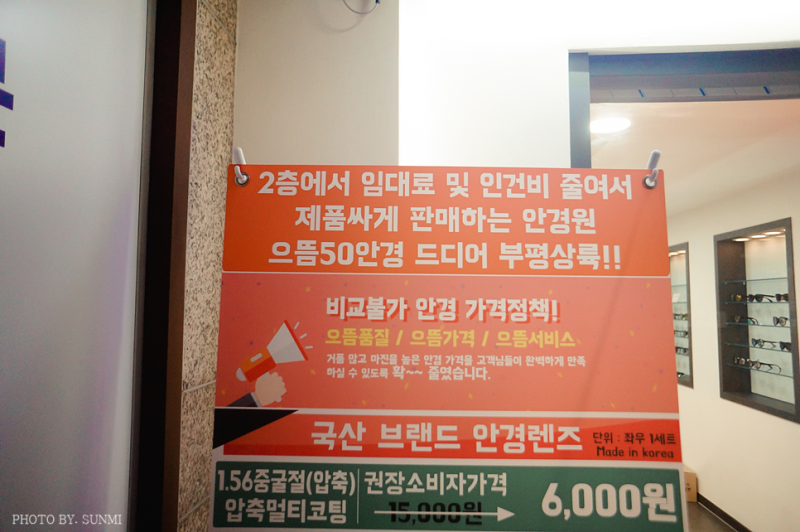 2층에서 임대료 및 인건비 줄여서
제품싸게 판매하는 안경원
으뜸50안경 드디어 부평상륙!!
비교불가 안경 가격정책!
으뜸품질 / 으뜸가격 / 으뜸서비스
거품 많고 마진율 높은 안경 가격을 고객님들이 완벽하게 만족
하실 수 있도록 확~~ 줄였습니다.
국산 브랜드 안경렌즈
단위 : 좌우 1세트
Made in korea
1.56중굴절(압축)
압축멀티코팅
권장소비자가격
15,000원
6,000원
PHOTO BY. SUNMI